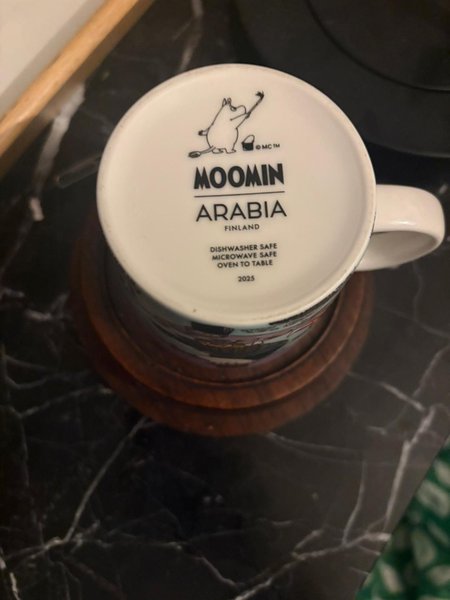 © MC ™
MOOMIN
ARABIA
FINLAND
DISHWASHER SAFE
MICROWAVE SAFE
OVEN TO TABLE
2025